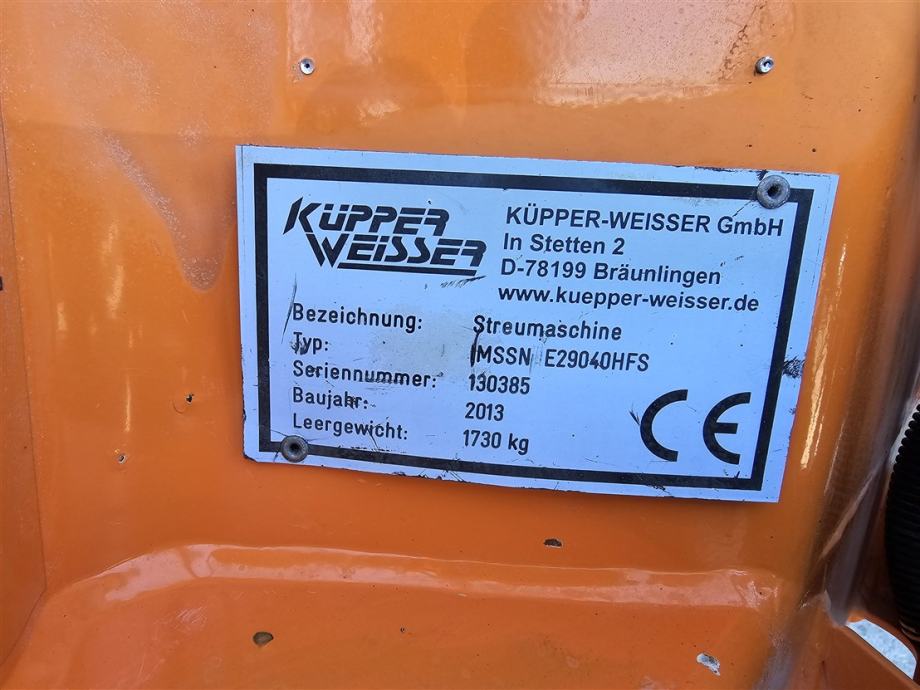 KÜPPER
WEISSER
KÜPPER-WEISSER GmbH
In Stetten 2
D-78199 Bräunlingen
www.kuepper-weisser.de
Bezeichnung: Streumaschine
Typ: IMSSN E29040HFS
Seriennummer: 130385
Baujahr: 2013
Leergewicht: 1730 kg
CE